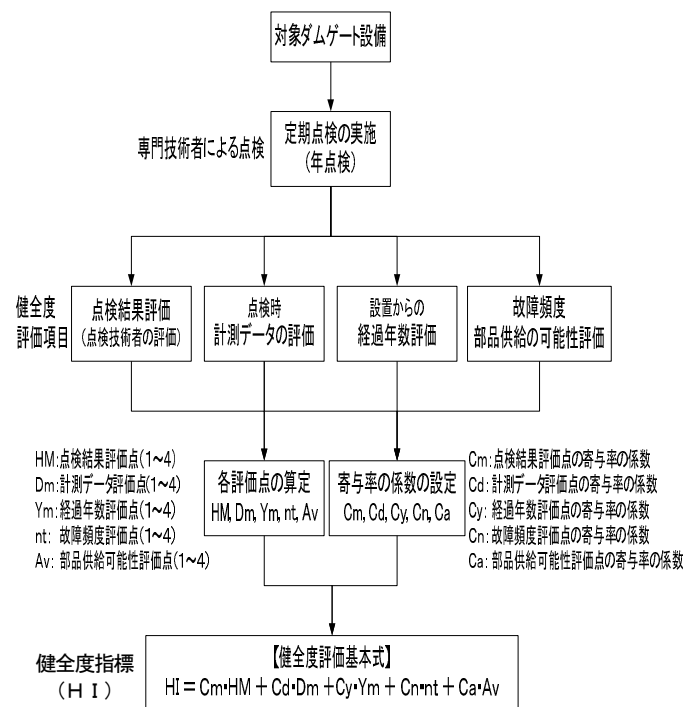 対象ダムゲート設備
専門技術者による点検
定期点検の実施
(年点検)
健全度
評価項目
点検結果評価
(点検技術者の評価)
点検時
計測データの評価
設置からの
経過年数評価
故障頻度
部品供給の可能性評価
HM:点検結果評価点(1~4)
Dm:計測データ評価点(1~4)
Ym:経過年数評価点(1~4)
nt: 故障頻度評価点(1~4)
Av: 部品供給可能性評価点(1~4)
各評価点の算定
HM, Dm, Ym, nt, Av
寄与率の係数の設定
Cm, Cd, Cy, Cn, Ca
Cm:点検結果評価点の寄与率の係数
Cd:計測データ評価点の寄与率の係数
Cy:経過年数評価点の寄与率の係数
Cn:故障頻度評価点の寄与率の係数
Ca:部品供給可能性評価点の寄与率の係数
健全度指標
(HI)
【健全度評価基本式】
HI = Cm・HM + Cd・Dm +Cy・Ym + Cn・nt + Ca・Av